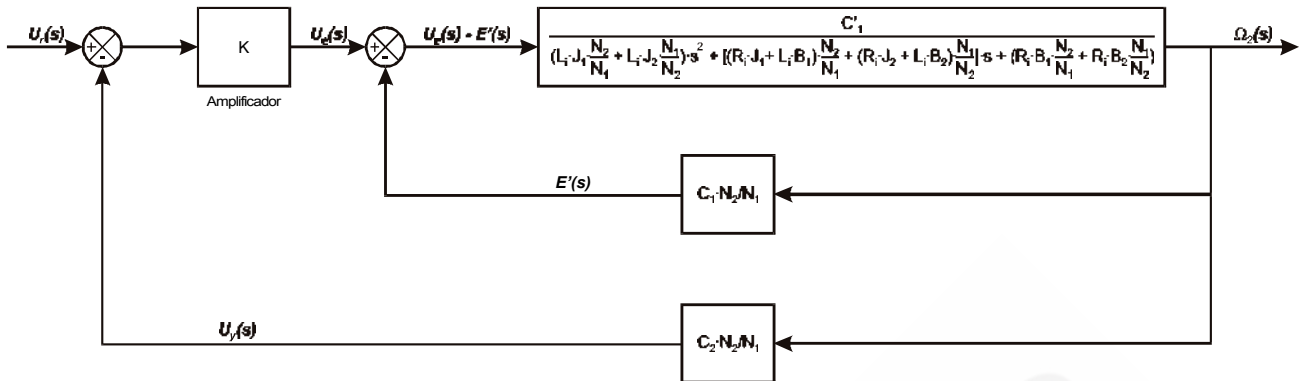 Uᵣ(s)
K
Amplificador
Uₑ(s)
Uₑ(s) - E'(s)
C'₁
(Lᵢ·J₁·N₂/N₁ + Lᵢ·J₂·N₁/N₂)·s² + [(Rᵢ·J₁ + Lᵢ·B₁)·N₂/N₁ + (Rᵢ·J₂ + Lᵢ·B₂)·N₁/N₂]·s + (Rᵢ·B₁·N₂/N₁ + Rᵢ·B₂·N₁/N₂)
Ω₂(s)
E'(s)
C₁·N₂/N₁
U_y(s)
C₂·N₂/N₁